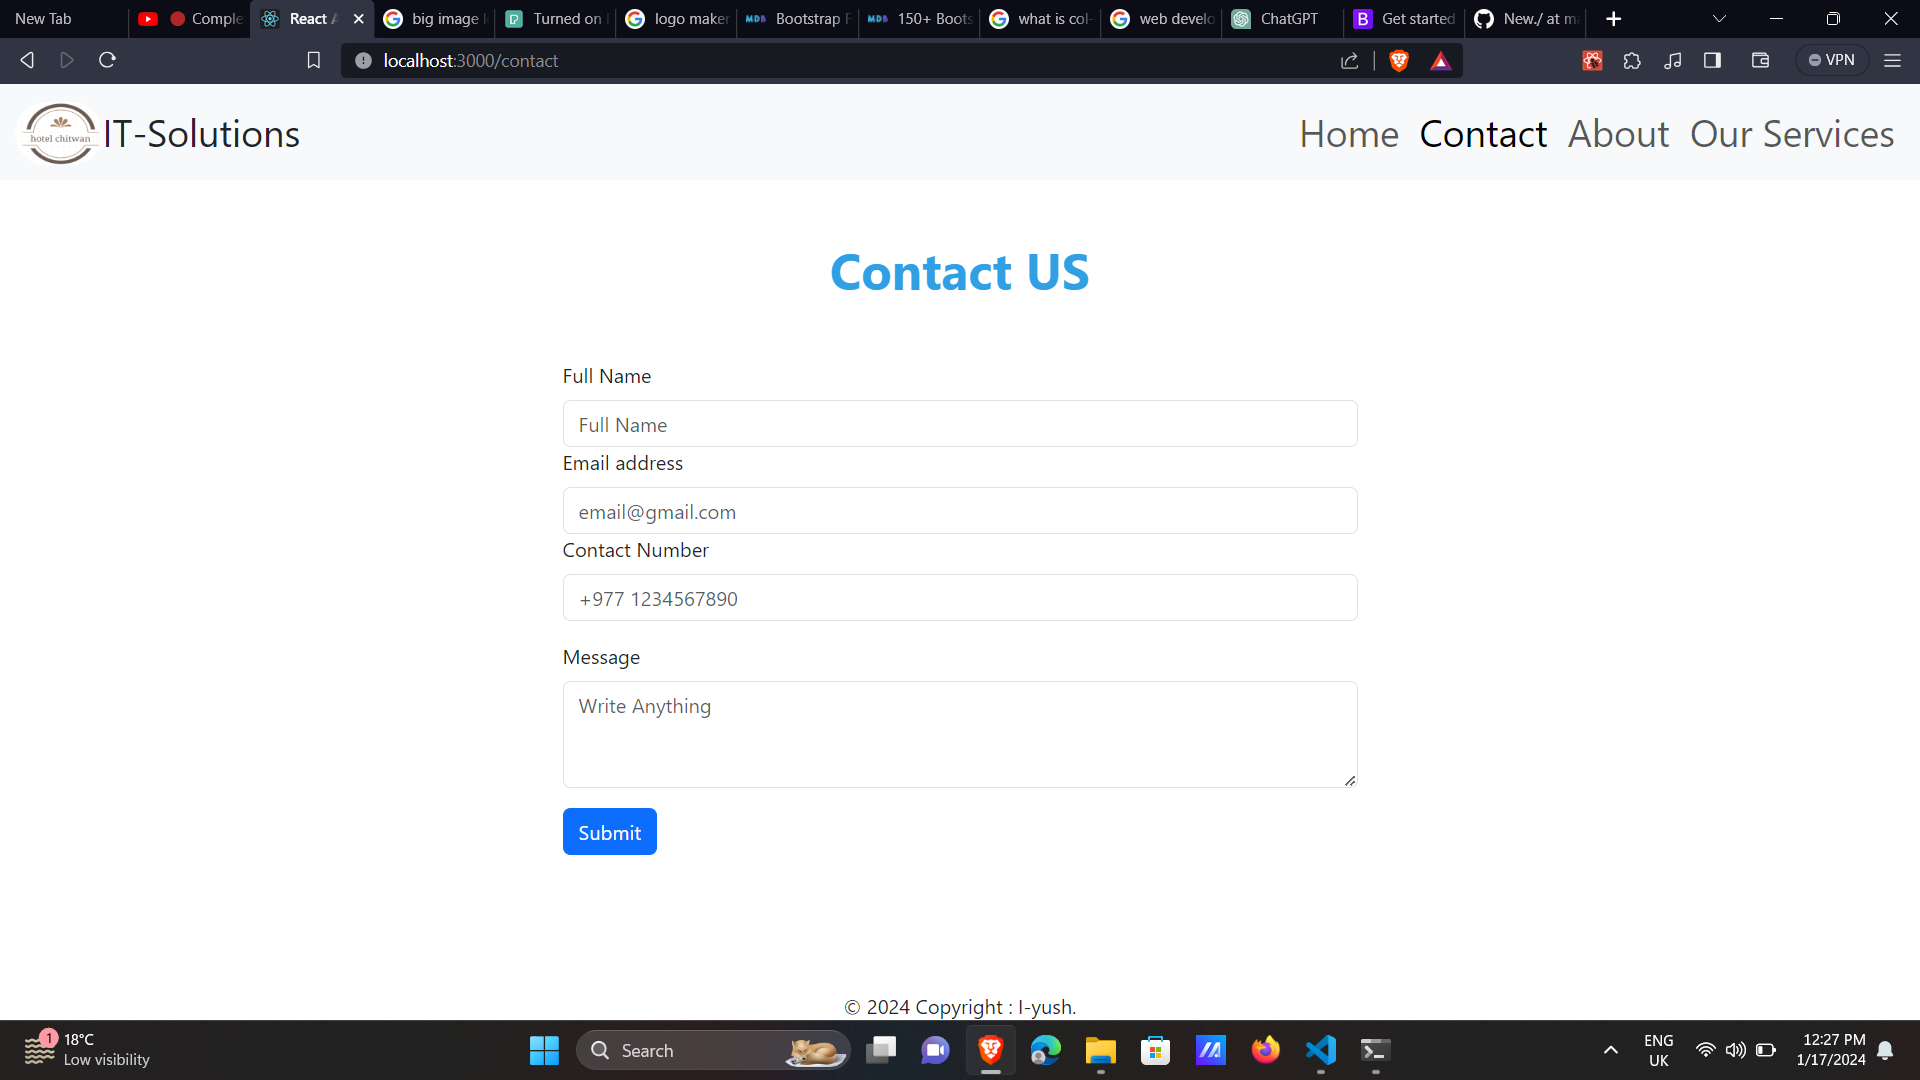 New Tab
Comple
React A
big image l
Turned on
logo maker
MDB Bootstrap F
MDB 150+ Boots
what is col-
web develo
ChatGPT
B Get started
New./ at ma
localhost:3000/contact
VPN
hotel chitwan
IT-Solutions
Home Contact About Our Services
Contact US
Full Name
Full Name
Email address
email@gmail.com
Contact Number
+977 1234567890
Message
Write Anything
Submit
© 2024 Copyright : I-yush.
1
18°C
Low visibility
Search
ENG
UK
12:27 PM
1/17/2024